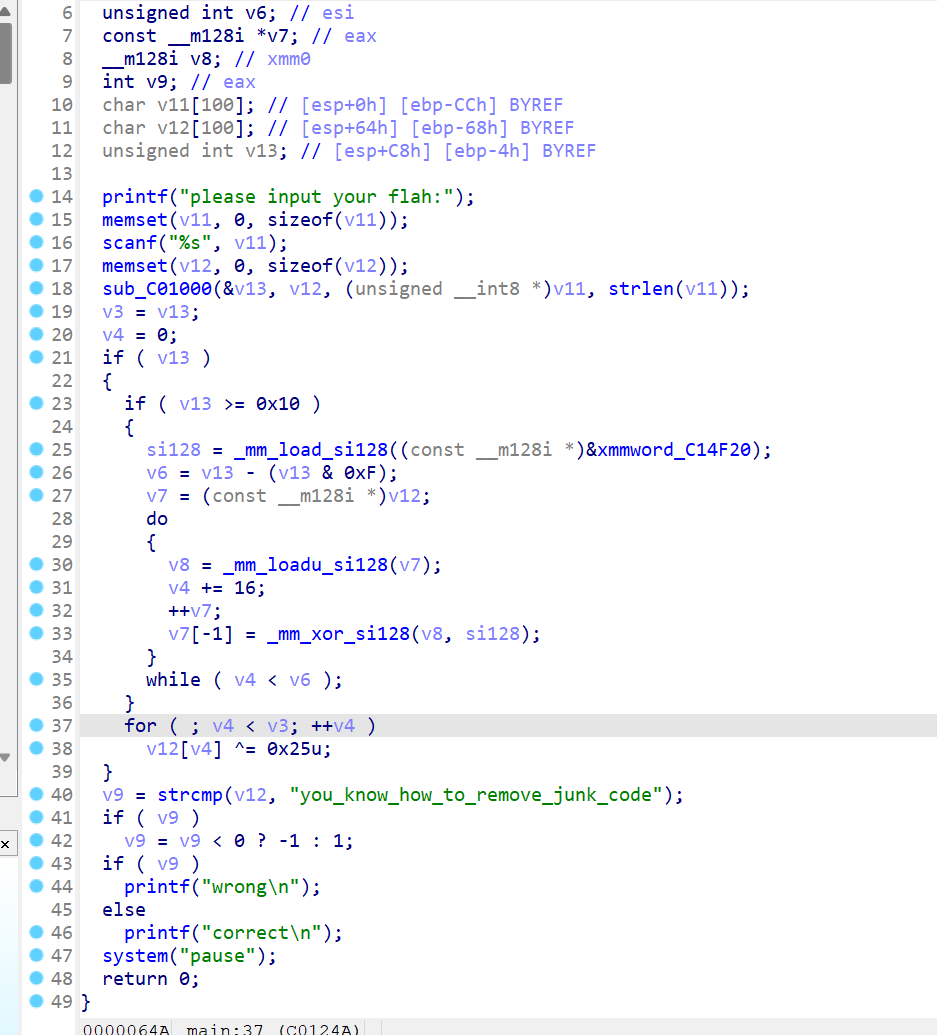 6 unsigned int v6; // esi
7 const __m128i *v7; // eax
8 __m128i v8; // xmm0
9 int v9; // eax
10 char v11[100]; // [esp+0h] [ebp-CCh] BYREF
11 char v12[100]; // [esp+64h] [ebp-68h] BYREF
12 unsigned int v13; // [esp+C8h] [ebp-4h] BYREF
13
14 printf("please input your flah:");
15 memset(v11, 0, sizeof(v11));
16 scanf("%s", v11);
17 memset(v12, 0, sizeof(v12));
18 sub_C01000(&v13, v12, (unsigned __int8 *)v11, strlen(v11));
19 v3 = v13;
20 v4 = 0;
21 if ( v13 )
22 {
23 if ( v13 >= 0x10 )
24 {
25 si128 = _mm_load_si128((const __m128i *)&xmmword_C14F20);
26 v6 = v13 - (v13 & 0xF);
27 v7 = (const __m128i *)v12;
28 do
29 {
30 v8 = _mm_loadu_si128(v7);
31 v4 += 16;
32 ++v7;
33 v7[-1] = _mm_xor_si128(v8, si128);
34 }
35 while ( v4 < v6 );
36 }
37 for ( ; v4 < v3; ++v4 )
38 v12[v4] ^= 0x25u;
39 }
40 v9 = strcmp(v12, "you_know_how_to_remove_junk_code");
41 if ( v9 )
42 v9 = v9 < 0 ? -1 : 1;
43 if ( v9 )
44 printf("wrong\n");
45 else
46 printf("correct\n");
47 system("pause");
48 return 0;
49 }
0000064A main:37 (C0124A)